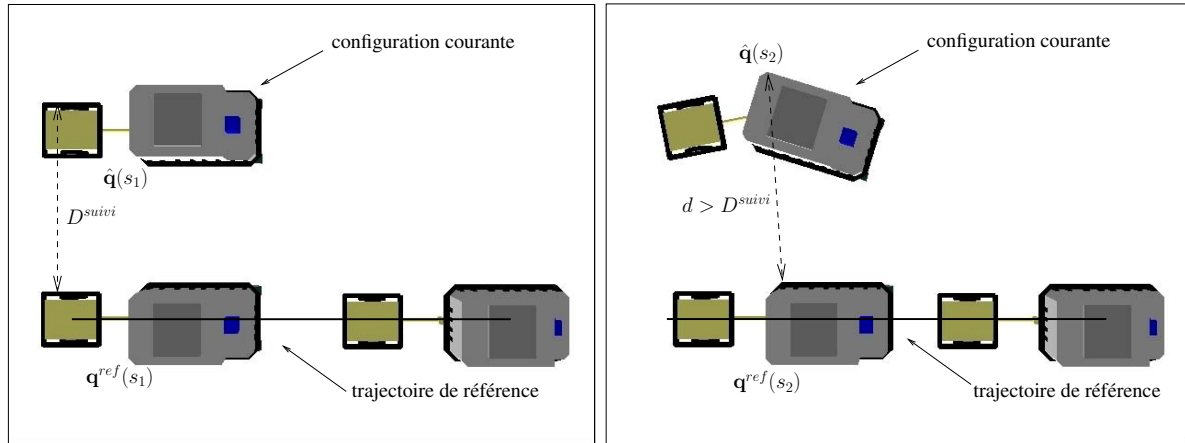 configuration courante
q̂(s₁)
D^{suivi}
q^{ref}(s₁)
trajectoire de référence
configuration courante
q̂(s₂)
d > D^{suivi}
q^{ref}(s₂)
trajectoire de référence